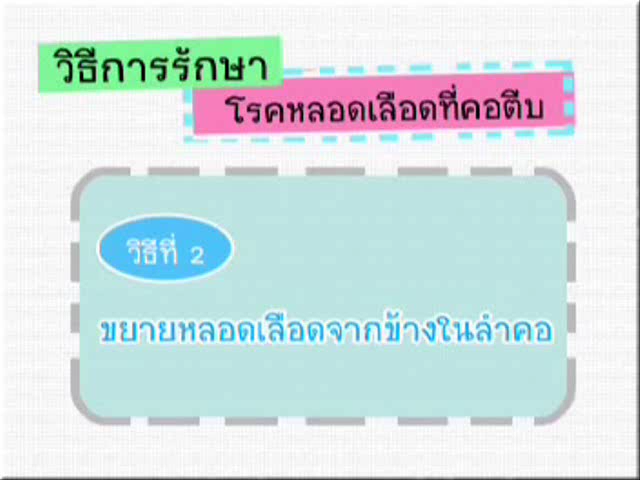 วิธีการรักษา
โรคหลอดเลือดที่คอตีบ
วิธีที่ 2
ขยายหลอดเลือดจากข้างในลำคอ